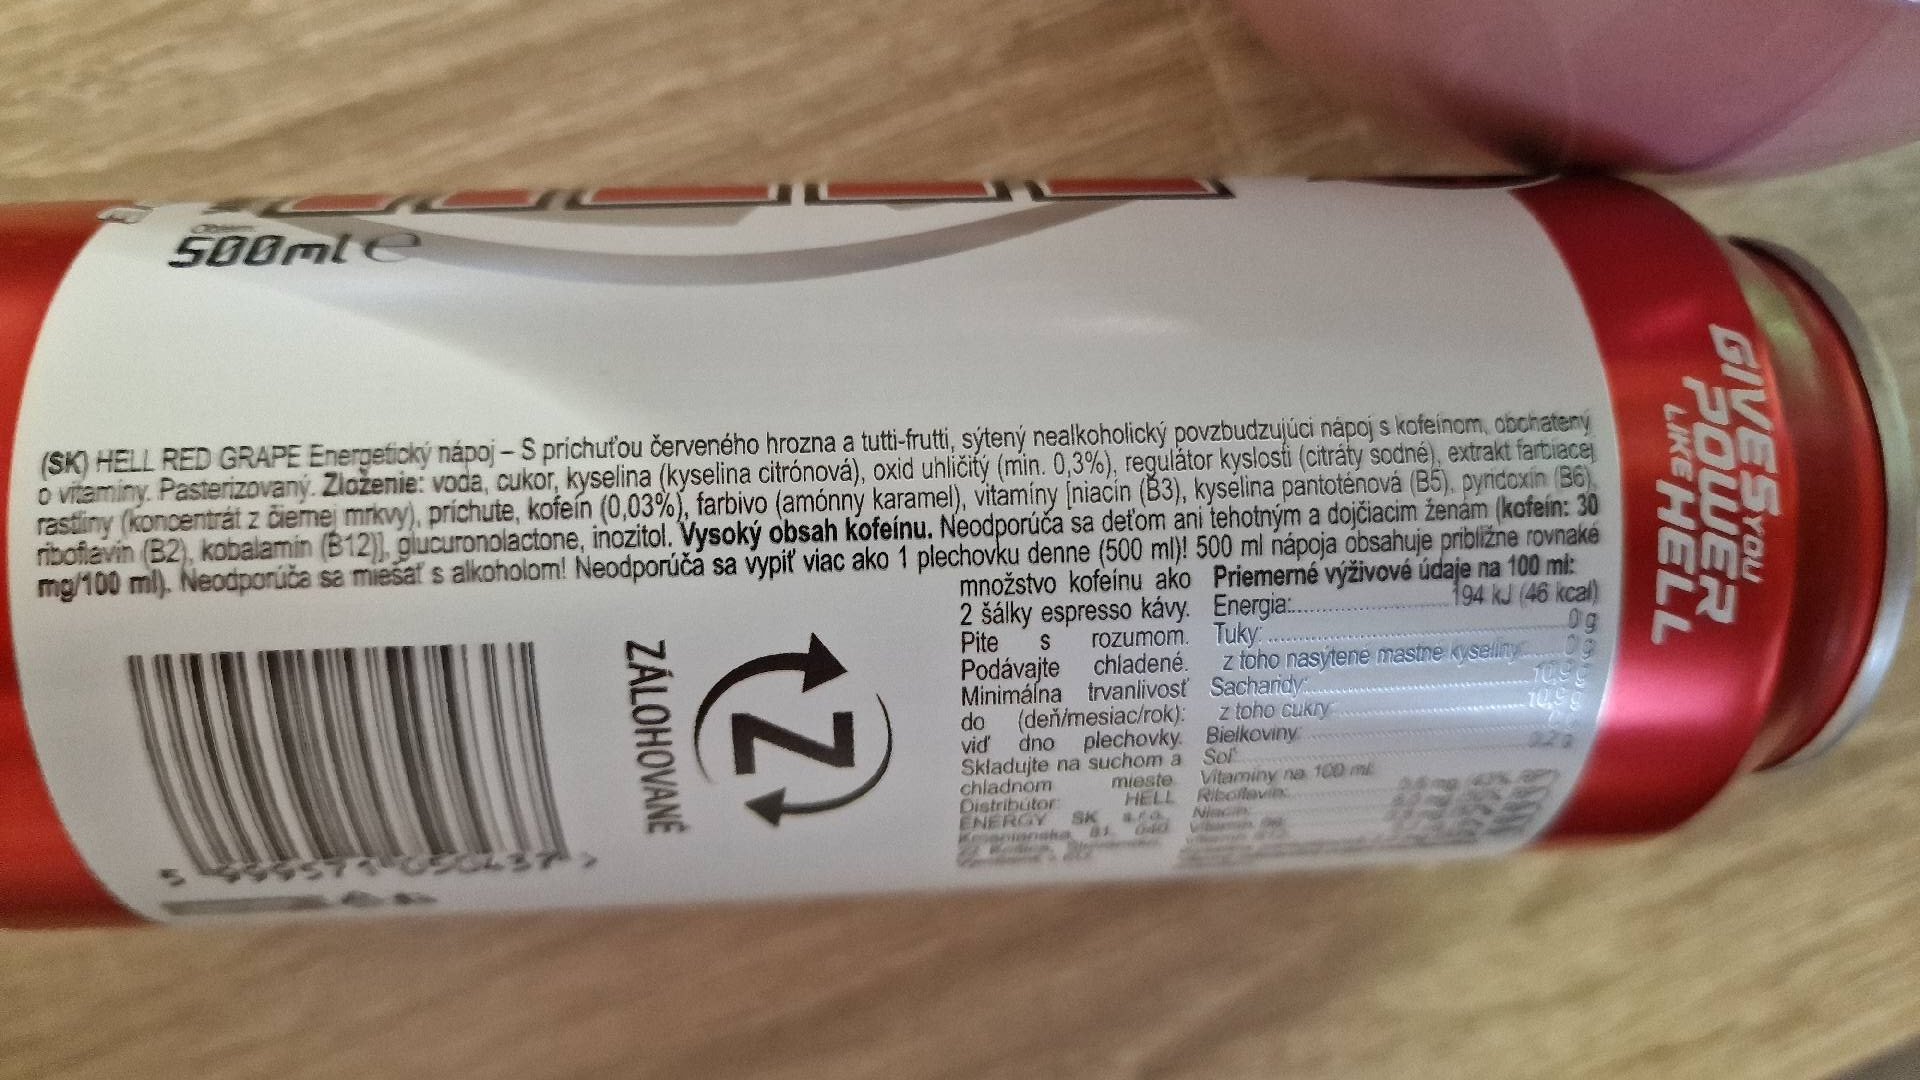 500ml e
(SK) HELL RED GRAPE Energetický nápoj – S príchuťou červeného hrozna a tutti-frutti, sýtený nealkoholický povzbudzujúci nápoj s kofeínom, obohatený
o vitamíny. Pasterizovaný. Zloženie: voda, cukor, kyselina (kyselina citrónová), oxid uhličitý (min. 0,3%), regulátor kyslosti (citráty sodné), extrakt farbiacej
rastliny (koncentrát z čiernej mrkvy), príchute, kofeín (0,03%), farbivo (amónny karamel), vitamíny [niacín (B3), kyselina pantoténová (B5), pyridoxín (B6),
riboflavín (B2), kobalamín (B12)], glucuronolactone, inozitol. Vysoký obsah kofeínu. Neodporúča sa deťom ani tehotným a dojčiacim ženám (kofeín: 30
mg/100 ml). Neodporúča sa miešať s alkoholom! Neodporúča sa vypiť viac ako 1 plechovku denne (500 ml)! 500 ml nápoja obsahuje približne rovnaké
množstvo kofeínu ako
2 šálky espresso kávy.
Pite s rozumom.
Podávajte chladené.
Minimálna trvanlivosť
do (deň/mesiac/rok):
viď dno plechovky.
Skladujte na suchom a
chladnom mieste.
Distribútor: HELL
ENERGY SK s.r.o.
Priemerné výživové údaje na 100 ml:
Energia:.....................194 kJ (46 kcal)
Tuky:..................................0 g
z toho nasýtené mastné kyseliny:......0 g
Sacharidy:..........................10,9 g
z toho cukry:.......................10,9 g
Bielkoviny:
Soľ:
Vitamíny na 100 ml:
Riboflavín:
Niacín:
ZÁLOHOVANÉ
Z
GIVES YOU
POWER
LIKE HELL